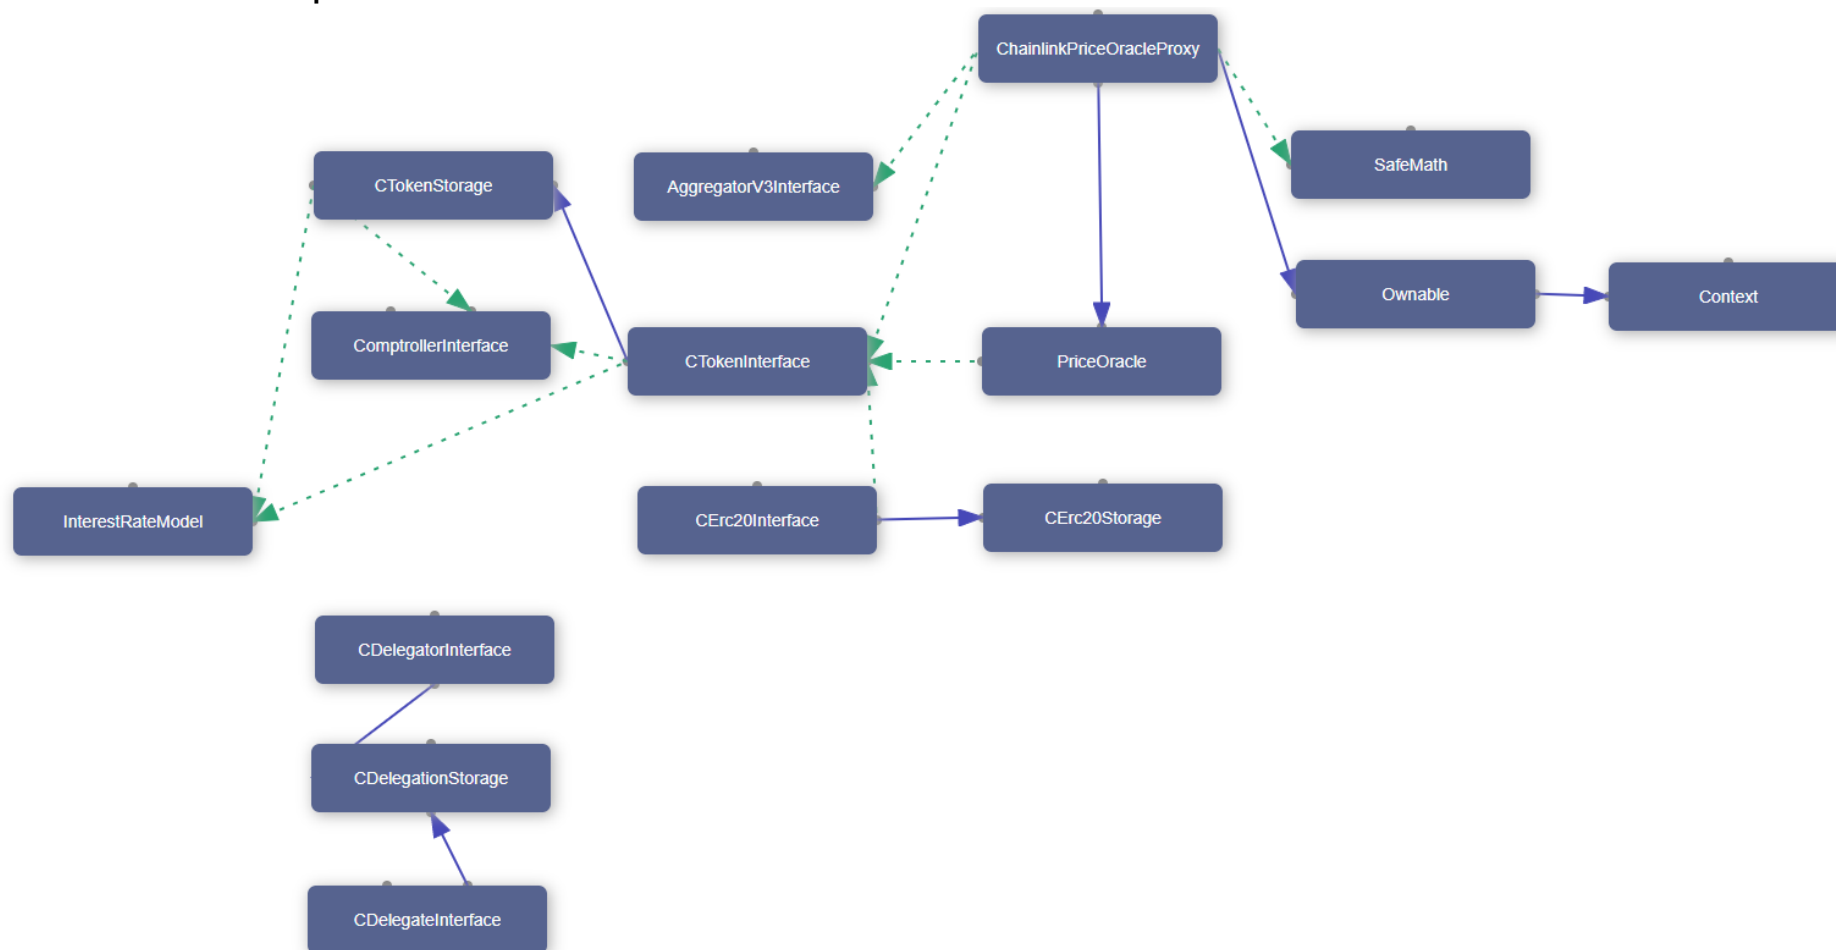 ChainlinkPriceOracleProxy
CTokenStorage
AggregatorV3Interface
SafeMath
Ownable
Context
ComptrollerInterface
CTokenInterface
PriceOracle
InterestRateModel
CErc20Interface
CErc20Storage
CDelegatorInterface
CDelegationStorage
CDelegateInterface